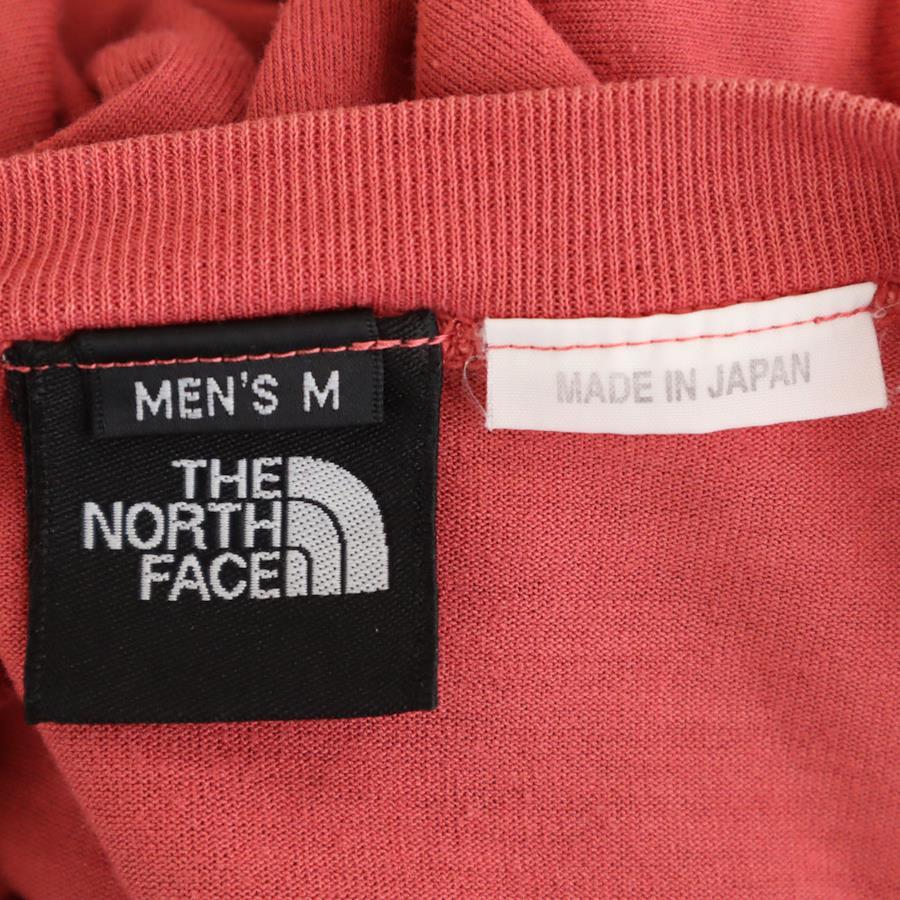 MEN'S M
THE
NORTH
FACE
MADE IN JAPAN